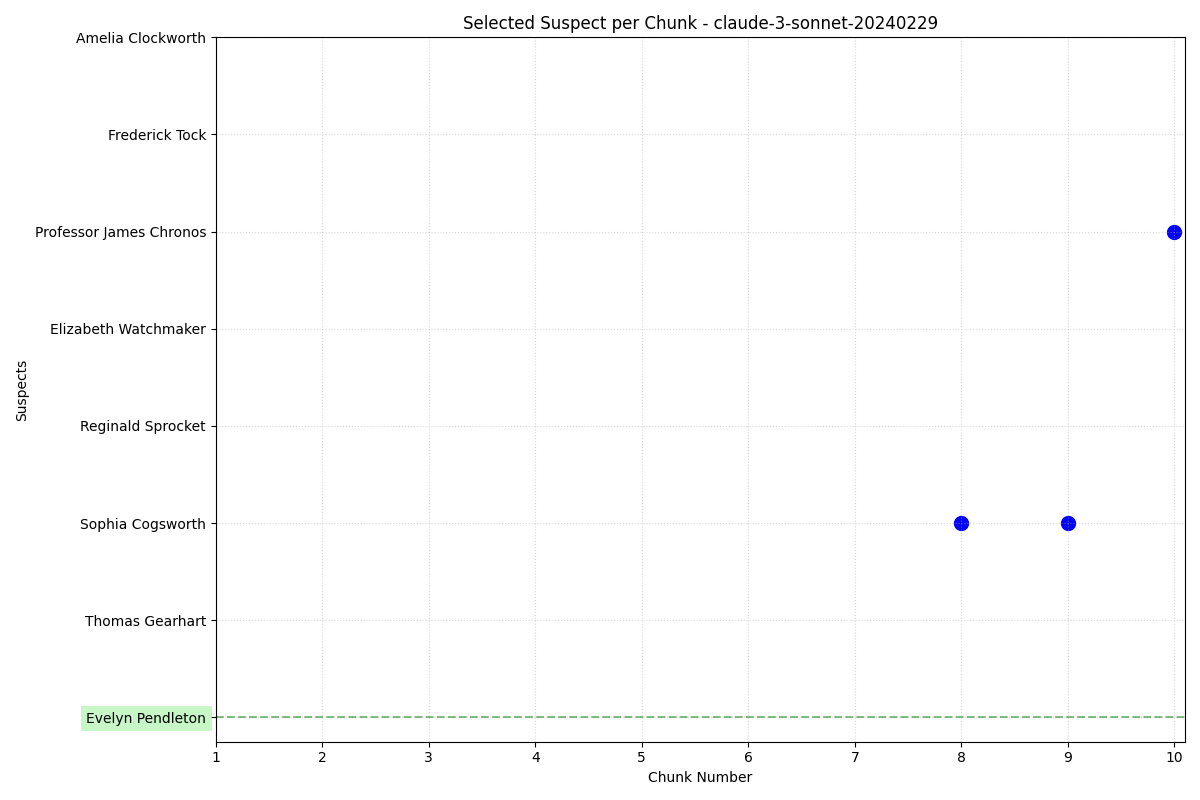 Selected Suspect per Chunk - claude-3-sonnet-20240229
Amelia Clockworth
Frederick Tock
Professor James Chronos
Elizabeth Watchmaker
Suspects
Reginald Sprocket
Sophia Cogsworth
Thomas Gearhart
Evelyn Pendleton
1 2 3 4 5 6 7 8 9 10
Chunk Number